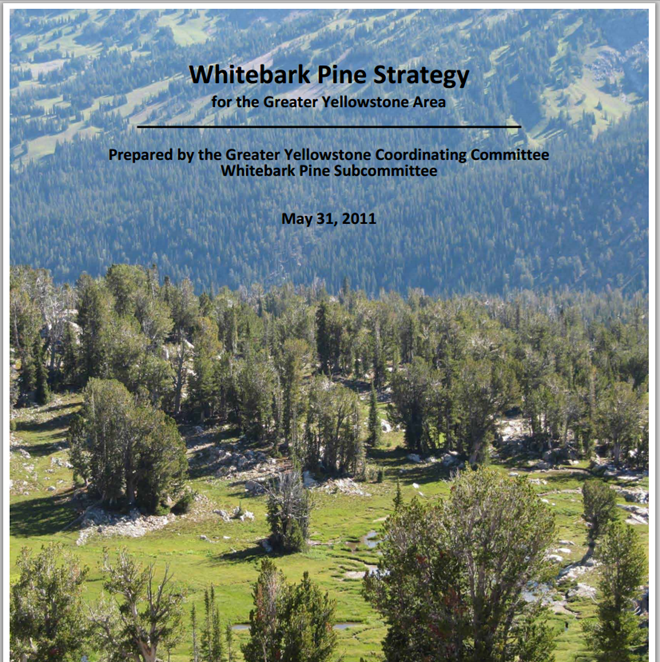 Whitebark Pine Strategy
for the Greater Yellowstone Area
Prepared by the Greater Yellowstone Coordinating Committee
Whitebark Pine Subcommittee
May 31, 2011